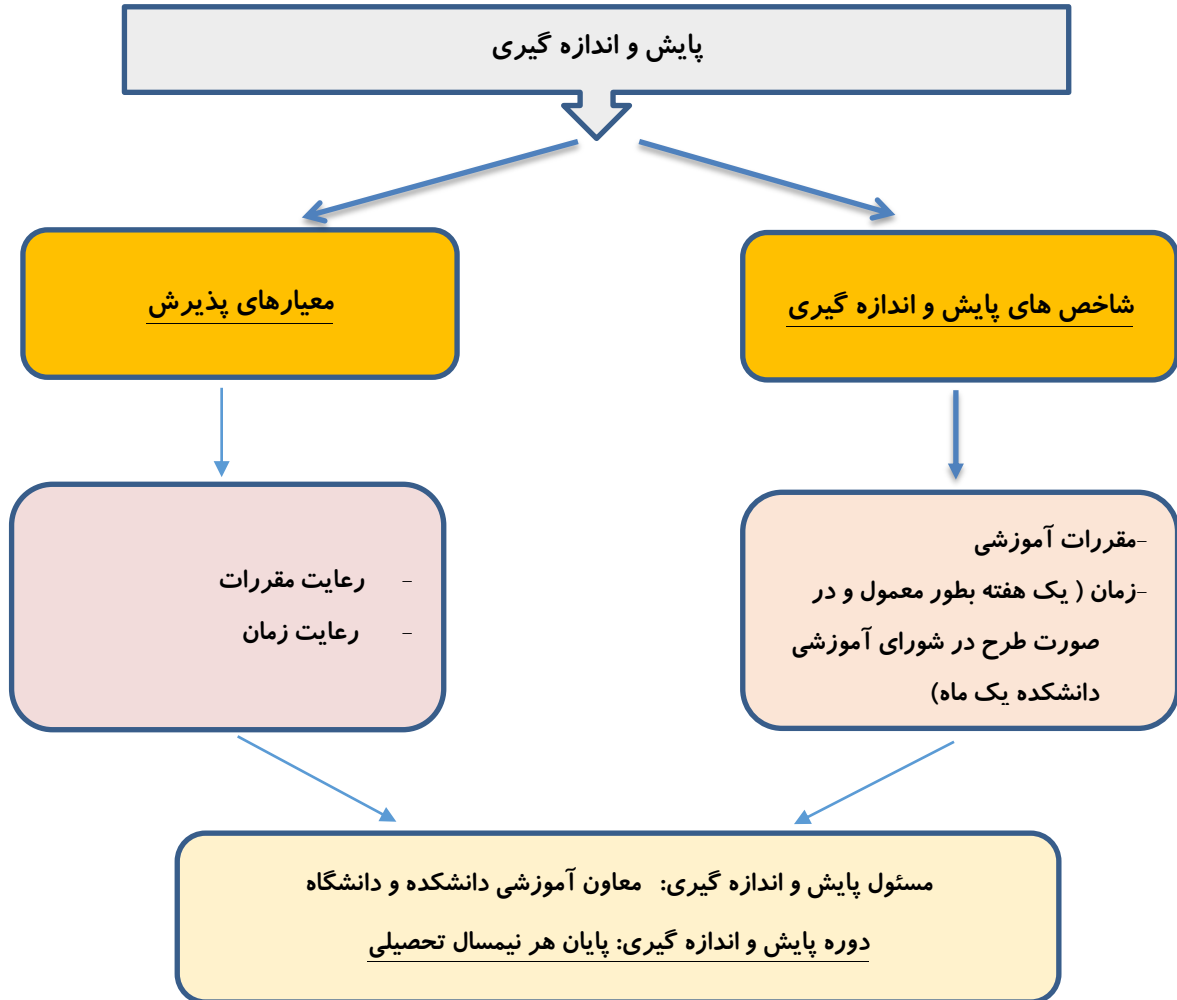 پایش و اندازه گیری
شاخص های پایش و اندازه گیری
معیارهای پذیرش
-مقررات آموزشی
-زمان ( یک هفته بطور معمول و در
صورت طرح در شورای آموزشی
دانشکده یک ماه)
- رعایت مقررات
- رعایت زمان
مسئول پایش و اندازه گیری: معاون آموزشی دانشکده و دانشگاه
دوره پایش و اندازه گیری: پایان هر نیمسال تحصیلی